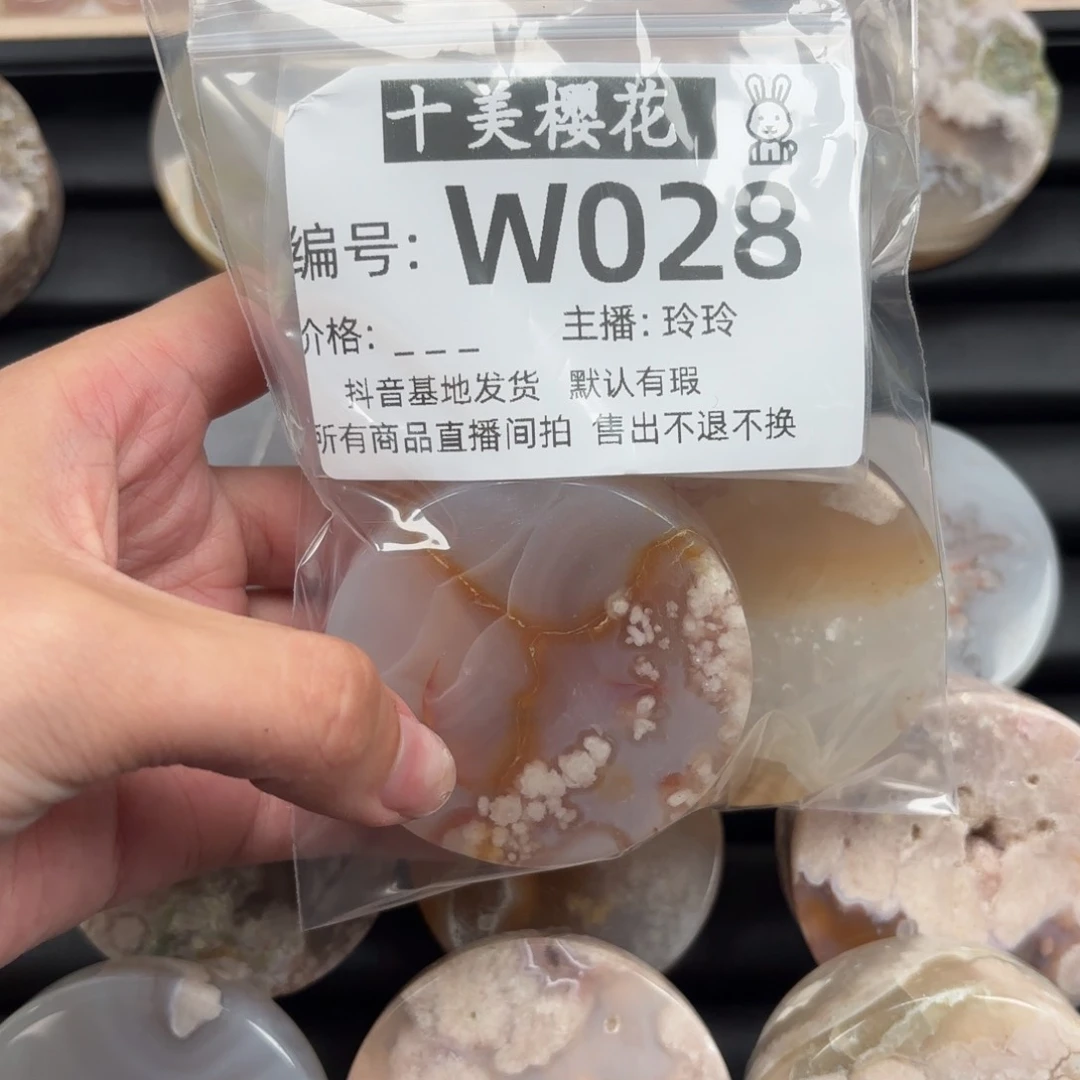 十美樱花
编号: W028
价格: _ _ _ 主播: 玲玲
抖音基地发货 默认有瑕
所有商品直播间拍 售出不退不换